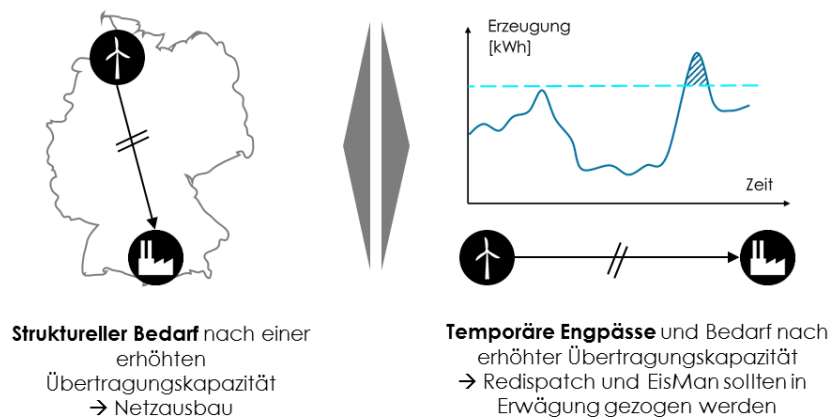 Erzeugung
[kWh]
Zeit
Struktureller Bedarf nach einer
erhöhten
Übertragungskapazität
→ Netzausbau
Temporäre Engpässe und Bedarf nach
erhöhter Übertragungskapazität
→ Redispatch und EisMan sollten in
Erwägung gezogen werden